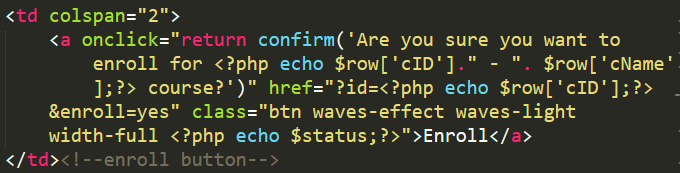 <td colspan="2">
<a onclick="return confirm('Are you sure you want to
enroll for <?php echo $row['cID']." - ". $row['cName'
];?> course?')" href="?id=<?php echo $row['cID'];?>
&enroll=yes" class="btn waves-effect waves-light
width-full <?php echo $status;?>">Enroll</a>
</td><!--enroll button-->